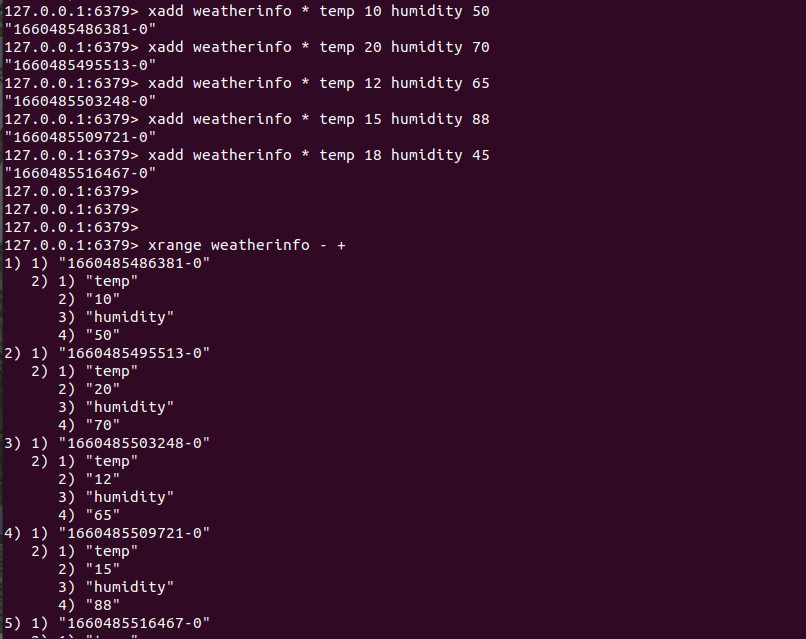 127.0.0.1:6379> xadd weatherinfo * temp 10 humidity 50
"1660485486381-0"
127.0.0.1:6379> xadd weatherinfo * temp 20 humidity 70
"1660485495513-0"
127.0.0.1:6379> xadd weatherinfo * temp 12 humidity 65
"1660485503248-0"
127.0.0.1:6379> xadd weatherinfo * temp 15 humidity 88
"1660485509721-0"
127.0.0.1:6379> xadd weatherinfo * temp 18 humidity 45
"1660485516467-0"
127.0.0.1:6379>
127.0.0.1:6379>
127.0.0.1:6379>
127.0.0.1:6379> xrange weatherinfo - +
1) 1) "1660485486381-0"
   2) 1) "temp"
      2) "10"
      3) "humidity"
      4) "50"
2) 1) "1660485495513-0"
   2) 1) "temp"
      2) "20"
      3) "humidity"
      4) "70"
3) 1) "1660485503248-0"
   2) 1) "temp"
      2) "12"
      3) "humidity"
      4) "65"
4) 1) "1660485509721-0"
   2) 1) "temp"
      2) "15"
      3) "humidity"
      4) "88"
5) 1) "1660485516467-0"